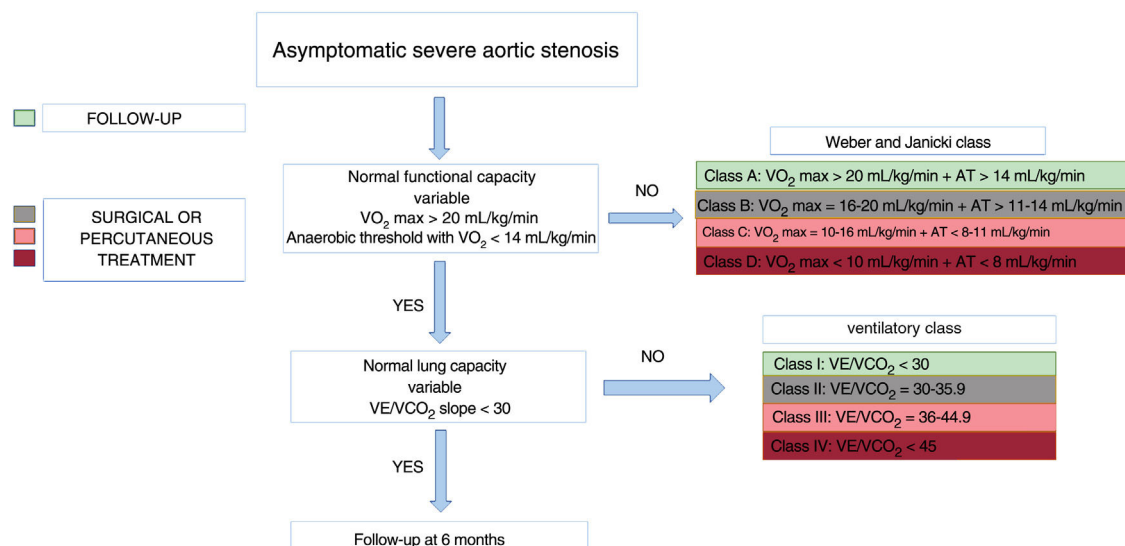 Asymptomatic severe aortic stenosis
FOLLOW-UP
SURGICAL OR
PERCUTANEOUS
TREATMENT
Normal functional capacity
variable
VO₂ max > 20 mL/kg/min
Anaerobic threshold with VO₂ < 14 mL/kg/min
NO
Weber and Janicki class
Class A: VO₂ max > 20 mL/kg/min + AT > 14 mL/kg/min
Class B: VO₂ max = 16-20 mL/kg/min + AT > 11-14 mL/kg/min
Class C: VO₂ max = 10-16 mL/kg/min + AT < 8-11 mL/kg/min
Class D: VO₂ max < 10 mL/kg/min + AT < 8 mL/kg/min
YES
Normal lung capacity
variable
VE/VCO₂ slope < 30
NO
ventilatory class
Class I: VE/VCO₂ < 30
Class II: VE/VCO₂ = 30-35.9
Class III: VE/VCO₂ = 36-44.9
Class IV: VE/VCO₂ < 45
YES
Follow-up at 6 months